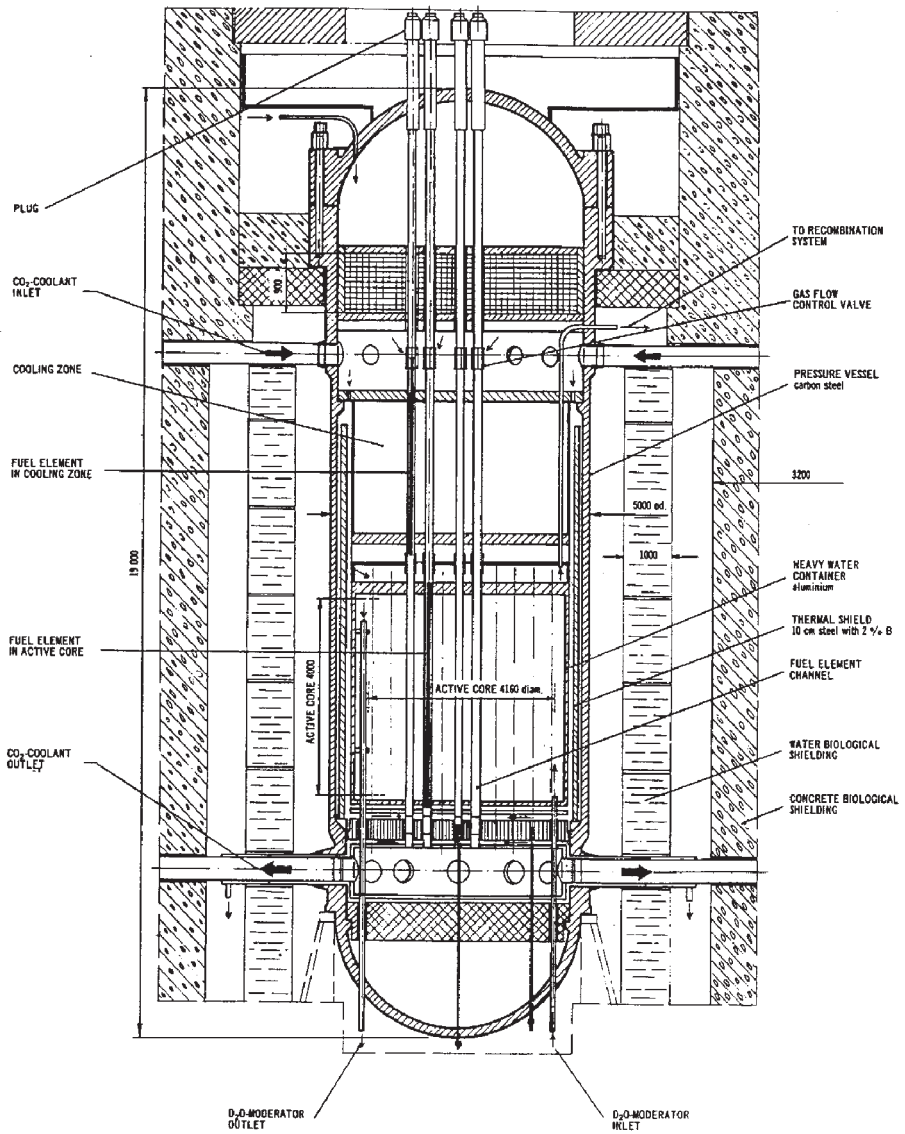 PLUG
CO₂-COOLANT
INLET
COOLING ZONE
FUEL ELEMENT
IN COOLING ZONE
FUEL ELEMENT
IN ACTIVE CORE
CO₂-COOLANT
OUTLET
19 000
900
ACTIVE CORE 4000
ACTIVE CORE 4160 diam.
TO RECOMBINATION
SYSTEM
GAS FLOW
CONTROL VALVE
PRESSURE VESSEL
carbon steel
3200
5000 od.
1000
HEAVY WATER
CONTAINER
aluminium
THERMAL SHIELD
10 cm steel with 2 % B
FUEL ELEMENT
CHANNEL
WATER BIOLOGICAL
SHIELDING
CONCRETE BIOLOGICAL
SHIELDING
D₂O-MODERATOR
OUTLET
D₂O-MODERATOR
INLET